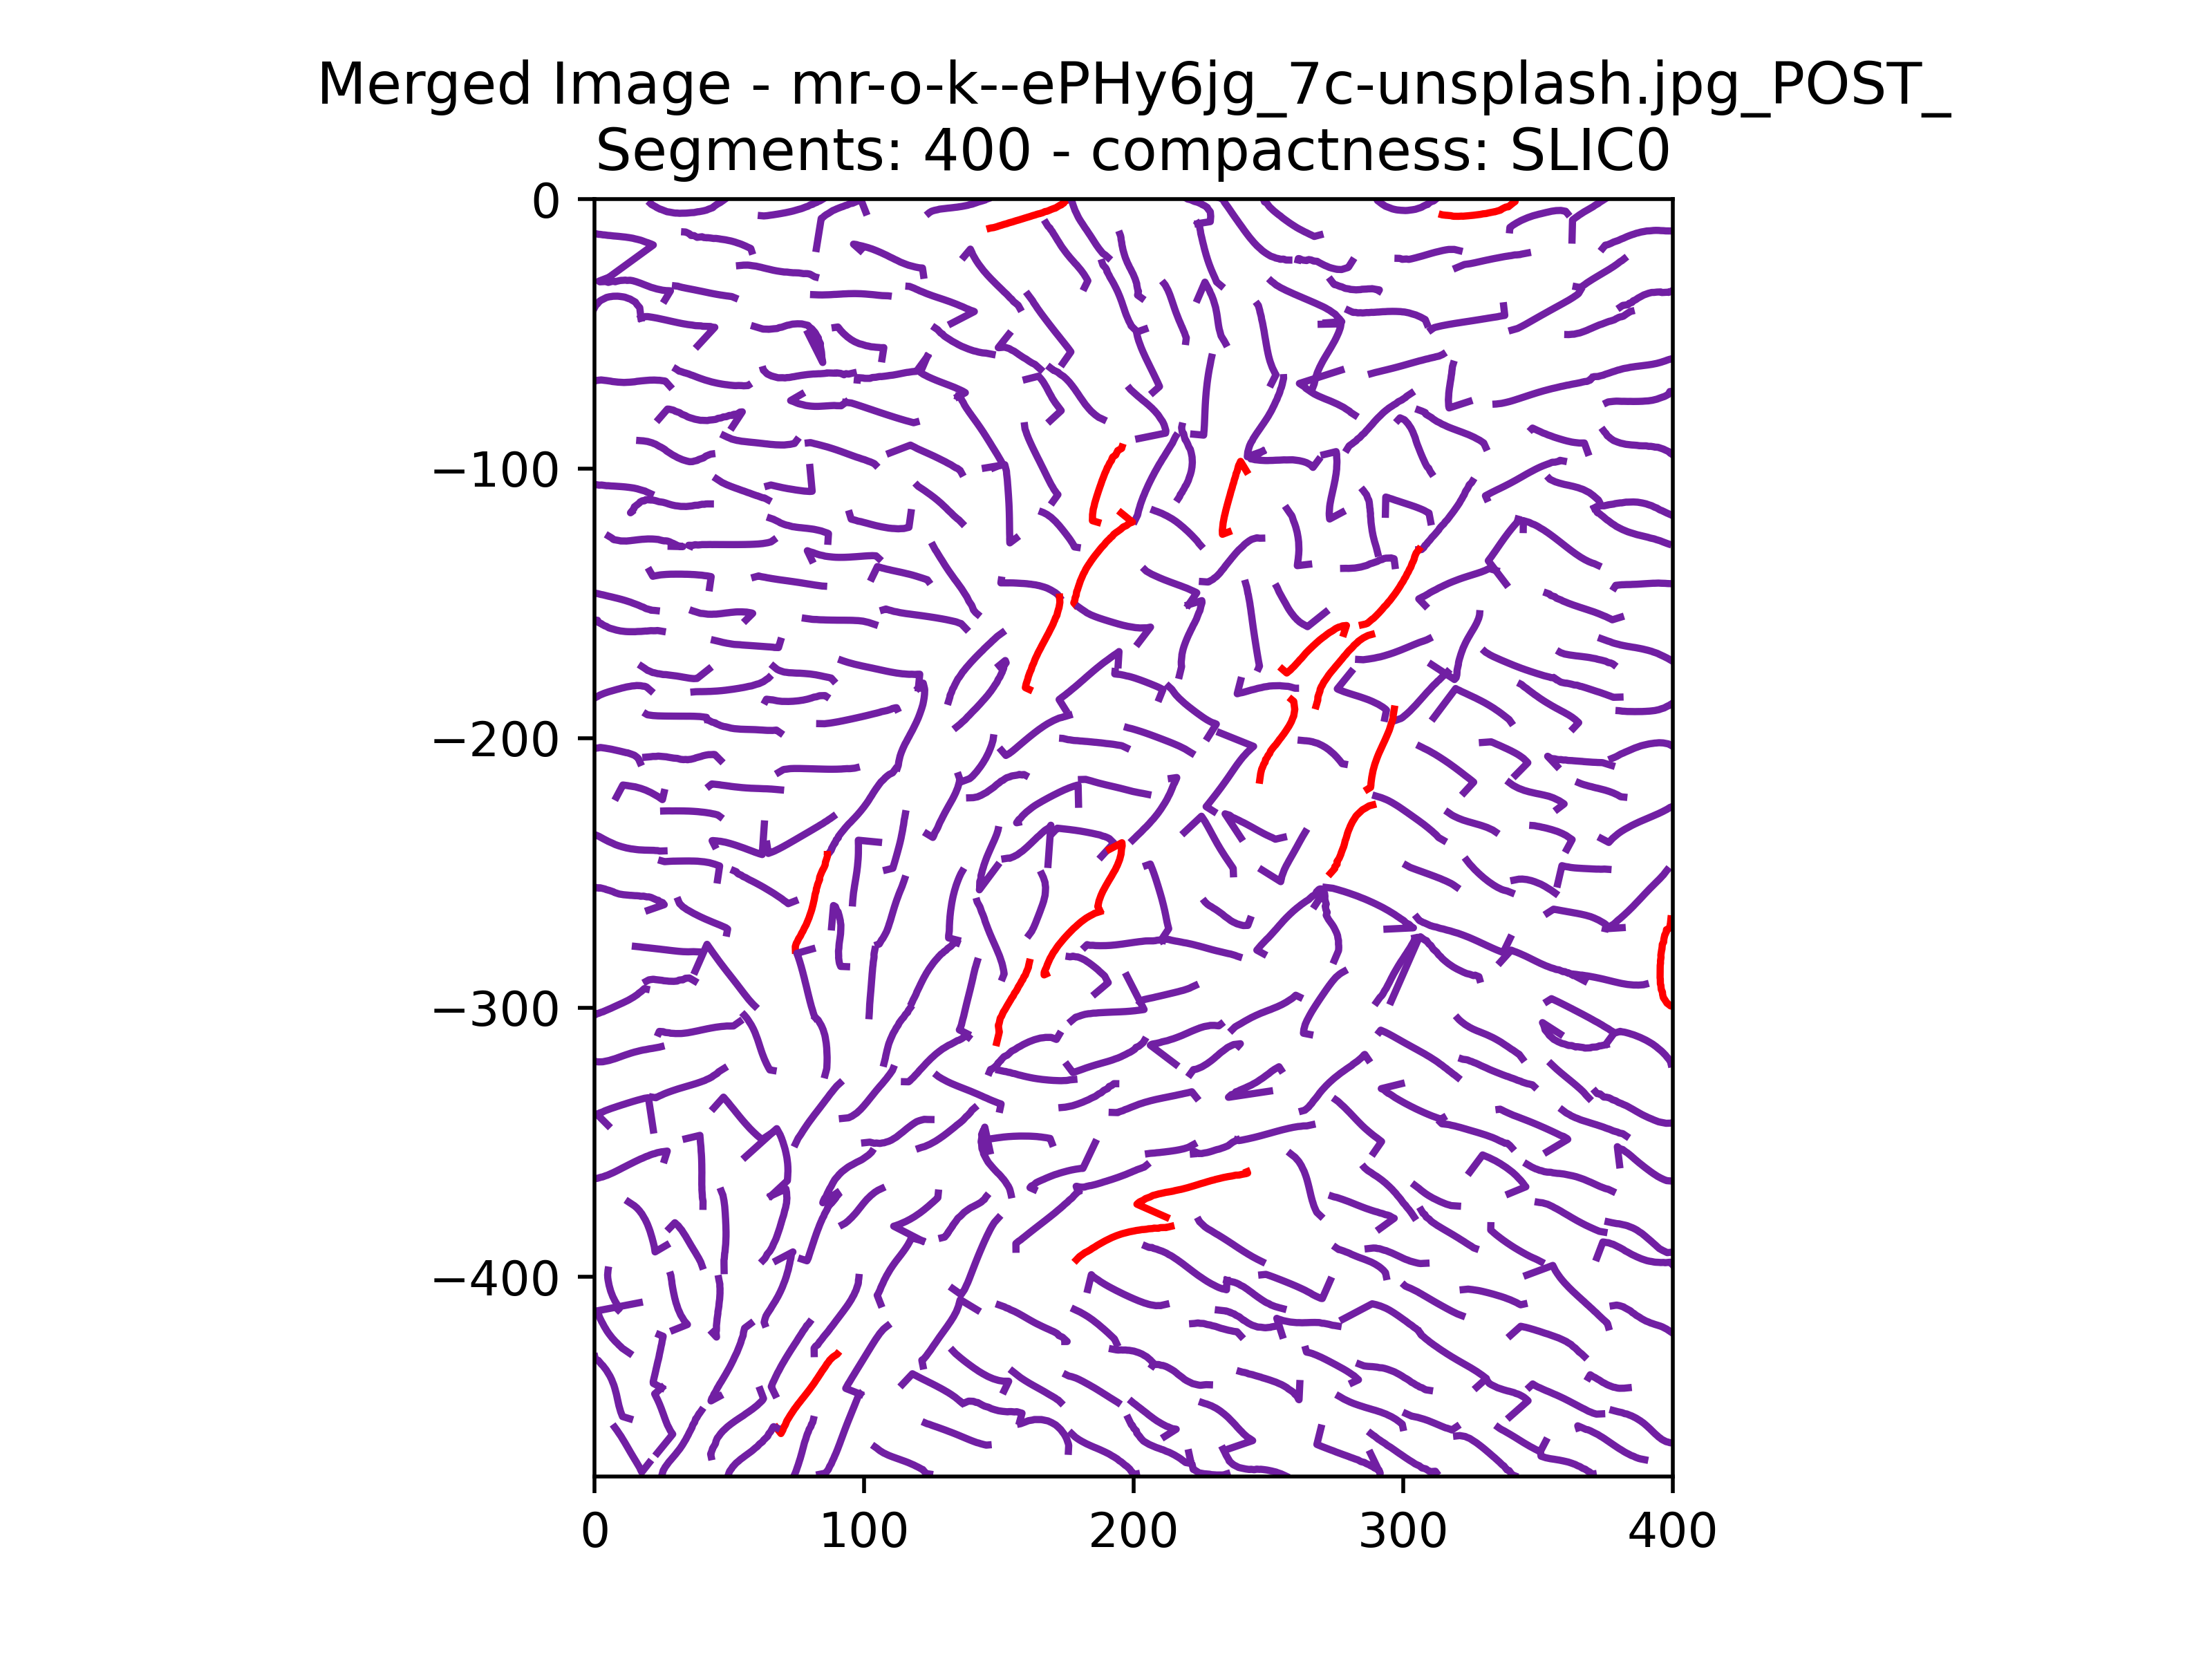 Merged Image - mr-o-k--ePHy6jg_7c-unsplash.jpg_POST_
Segments: 400 - compactness: SLIC0
0
−100
−200
−300
−400
0 100 200 300 400